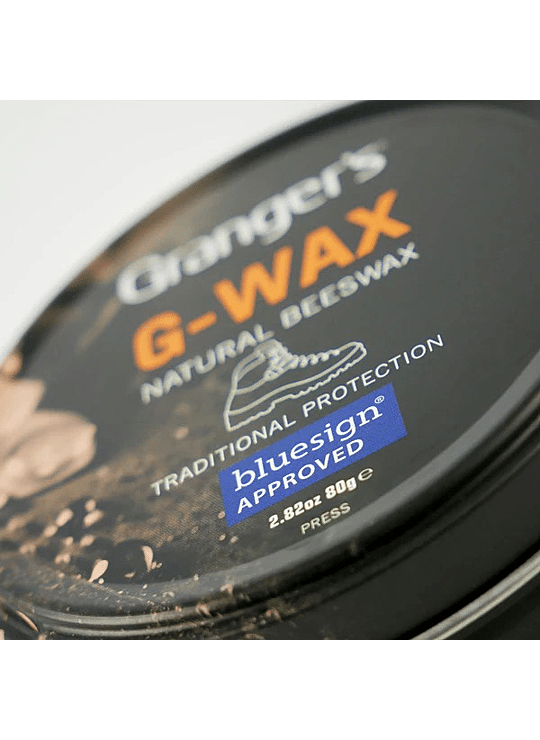 Granger's
G-WAX
NATURAL BEESWAX
TRADITIONAL PROTECTION
bluesign®
APPROVED
2.82oz 80g℮
PRESS